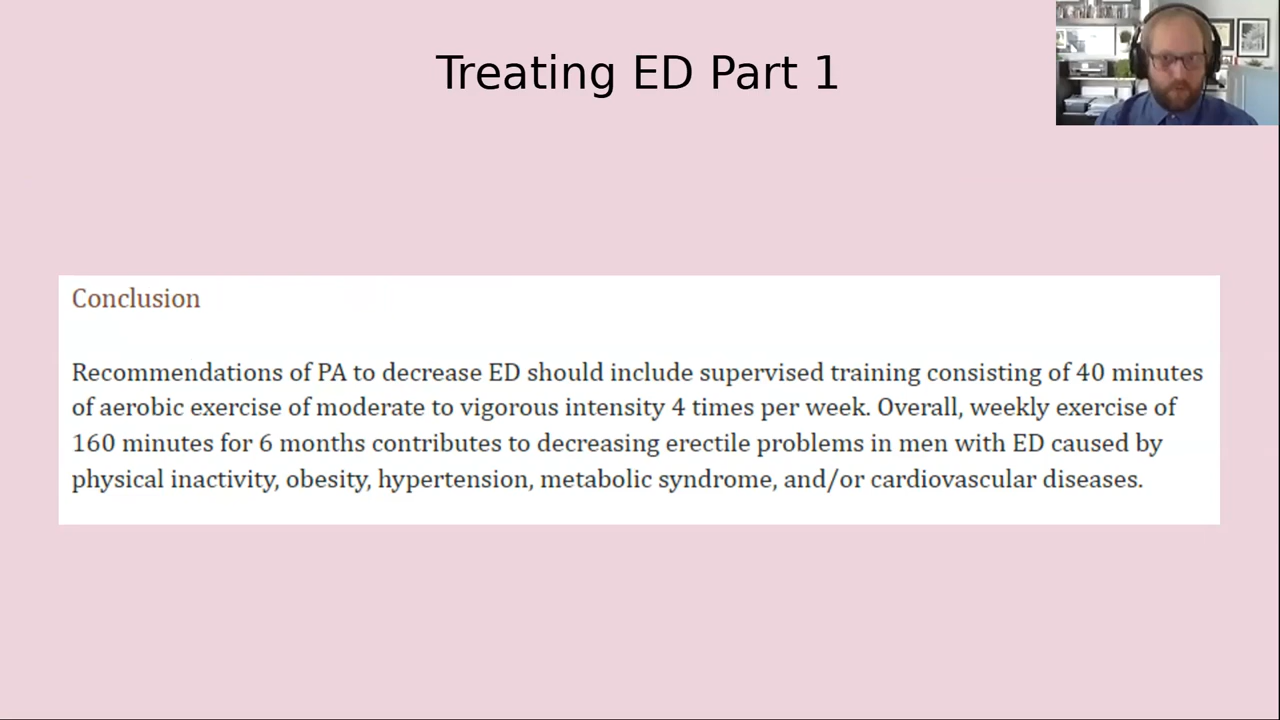 Treating ED Part 1
Conclusion
Recommendations of PA to decrease ED should include supervised training consisting of 40 minutes
of aerobic exercise of moderate to vigorous intensity 4 times per week. Overall, weekly exercise of
160 minutes for 6 months contributes to decreasing erectile problems in men with ED caused by
physical inactivity, obesity, hypertension, metabolic syndrome, and/or cardiovascular diseases.